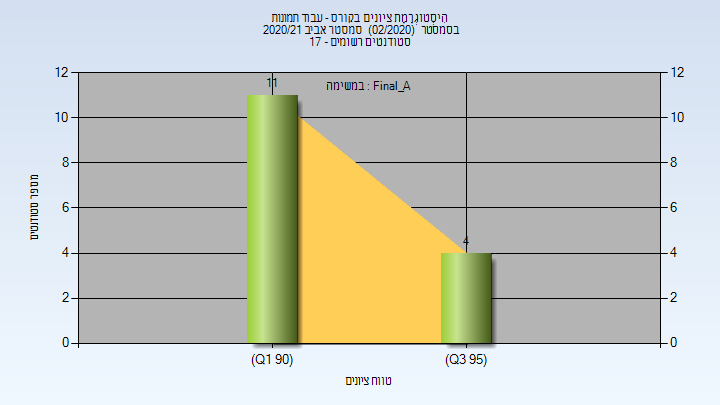 היסטוגרמת ציונים בקורס - עבוד תמונות
בסמסטר (02/2020) סמסטר אביב 2020/21
סטודנטים רשומים - 17
במשימה : Final_A
12
12
10
10
8
8
6
6
4
4
2
2
0
0
11
4
מספר סטודנטים
(Q1 90)
(Q3 95)
טווח ציונים